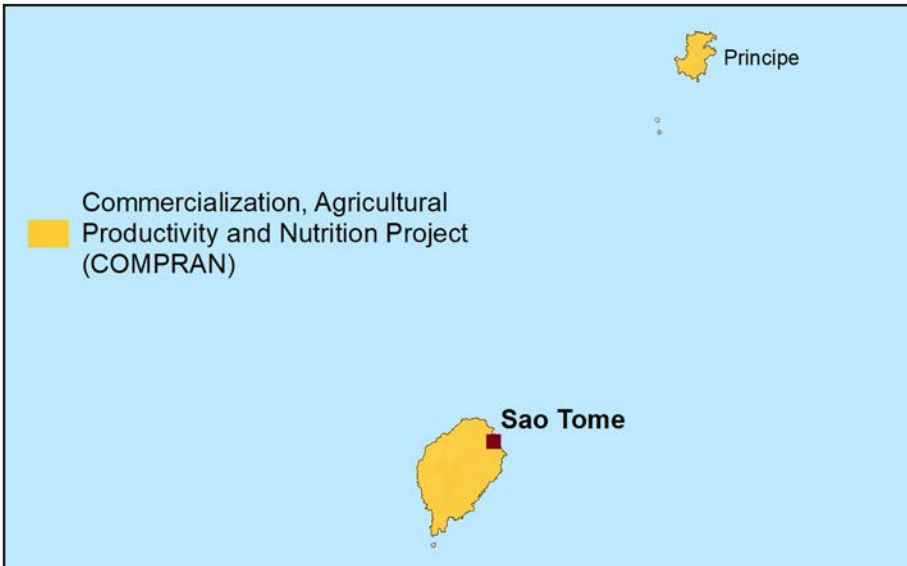 Principe
Commercialization, Agricultural
Productivity and Nutrition Project
(COMPRAN)
Sao Tome